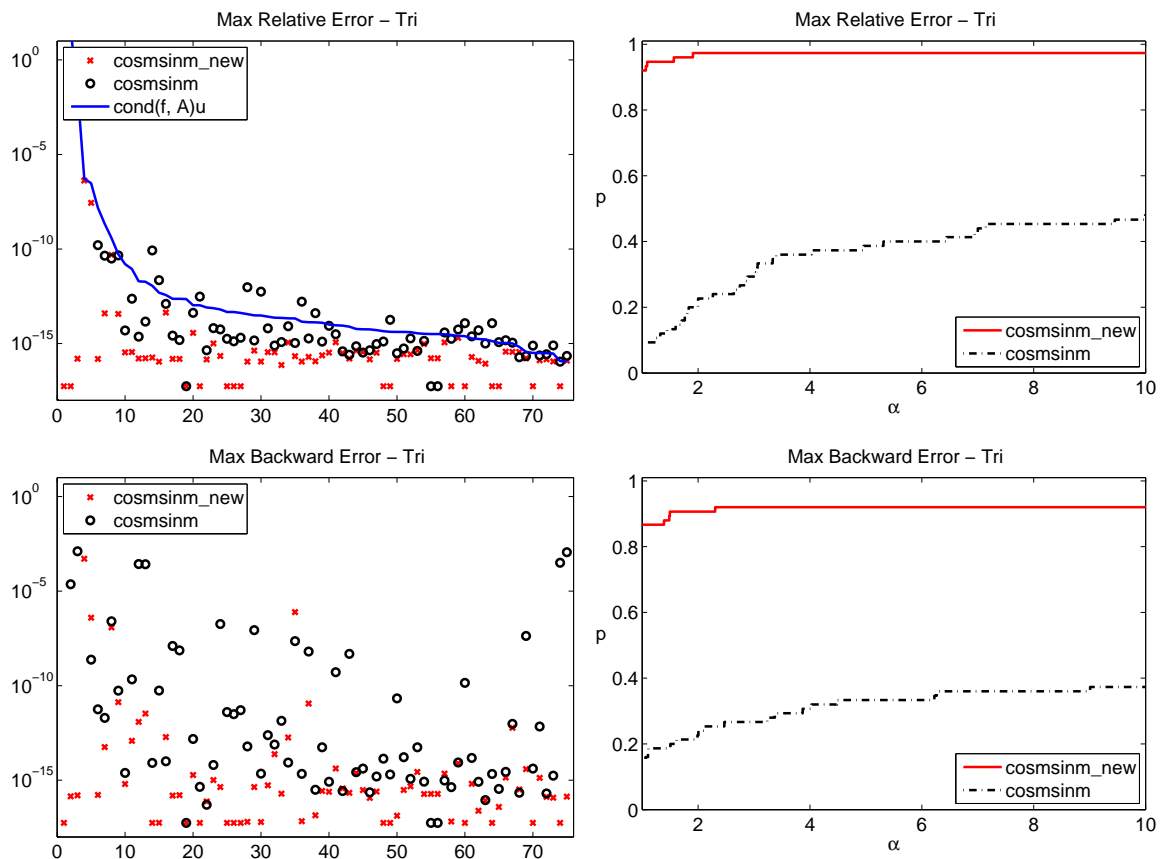 Max Relative Error – Tri
10^0
10^-5
10^-10
10^-15
cosmsinm_new
cosmsinm
cond(f, A)u
0 10 20 30 40 50 60 70
Max Relative Error – Tri
1
0.8
0.6
0.4
0.2
0
p
cosmsinm_new
cosmsinm
2 4 6 8 10
α
Max Backward Error – Tri
10^0
10^-5
10^-10
10^-15
cosmsinm_new
cosmsinm
0 10 20 30 40 50 60 70
Max Backward Error – Tri
1
0.8
0.6
0.4
0.2
0
p
cosmsinm_new
cosmsinm
2 4 6 8 10
α